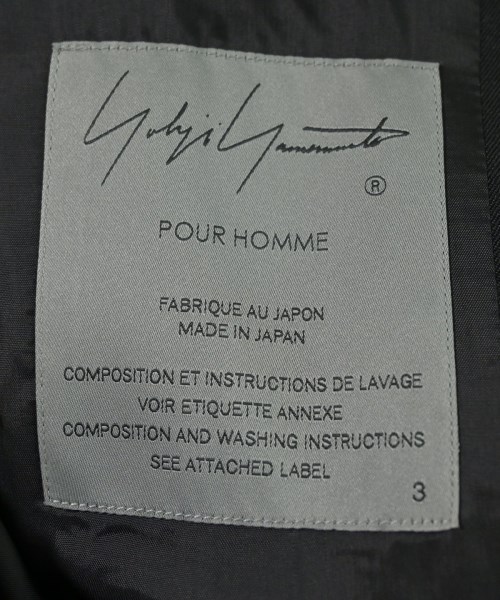 Yohji Yamamoto
®
POUR HOMME
FABRIQUE AU JAPON
MADE IN JAPAN
COMPOSITION ET INSTRUCTIONS DE LAVAGE
VOIR ETIQUETTE ANNEXE
COMPOSITION AND WASHING INSTRUCTIONS
SEE ATTACHED LABEL
3